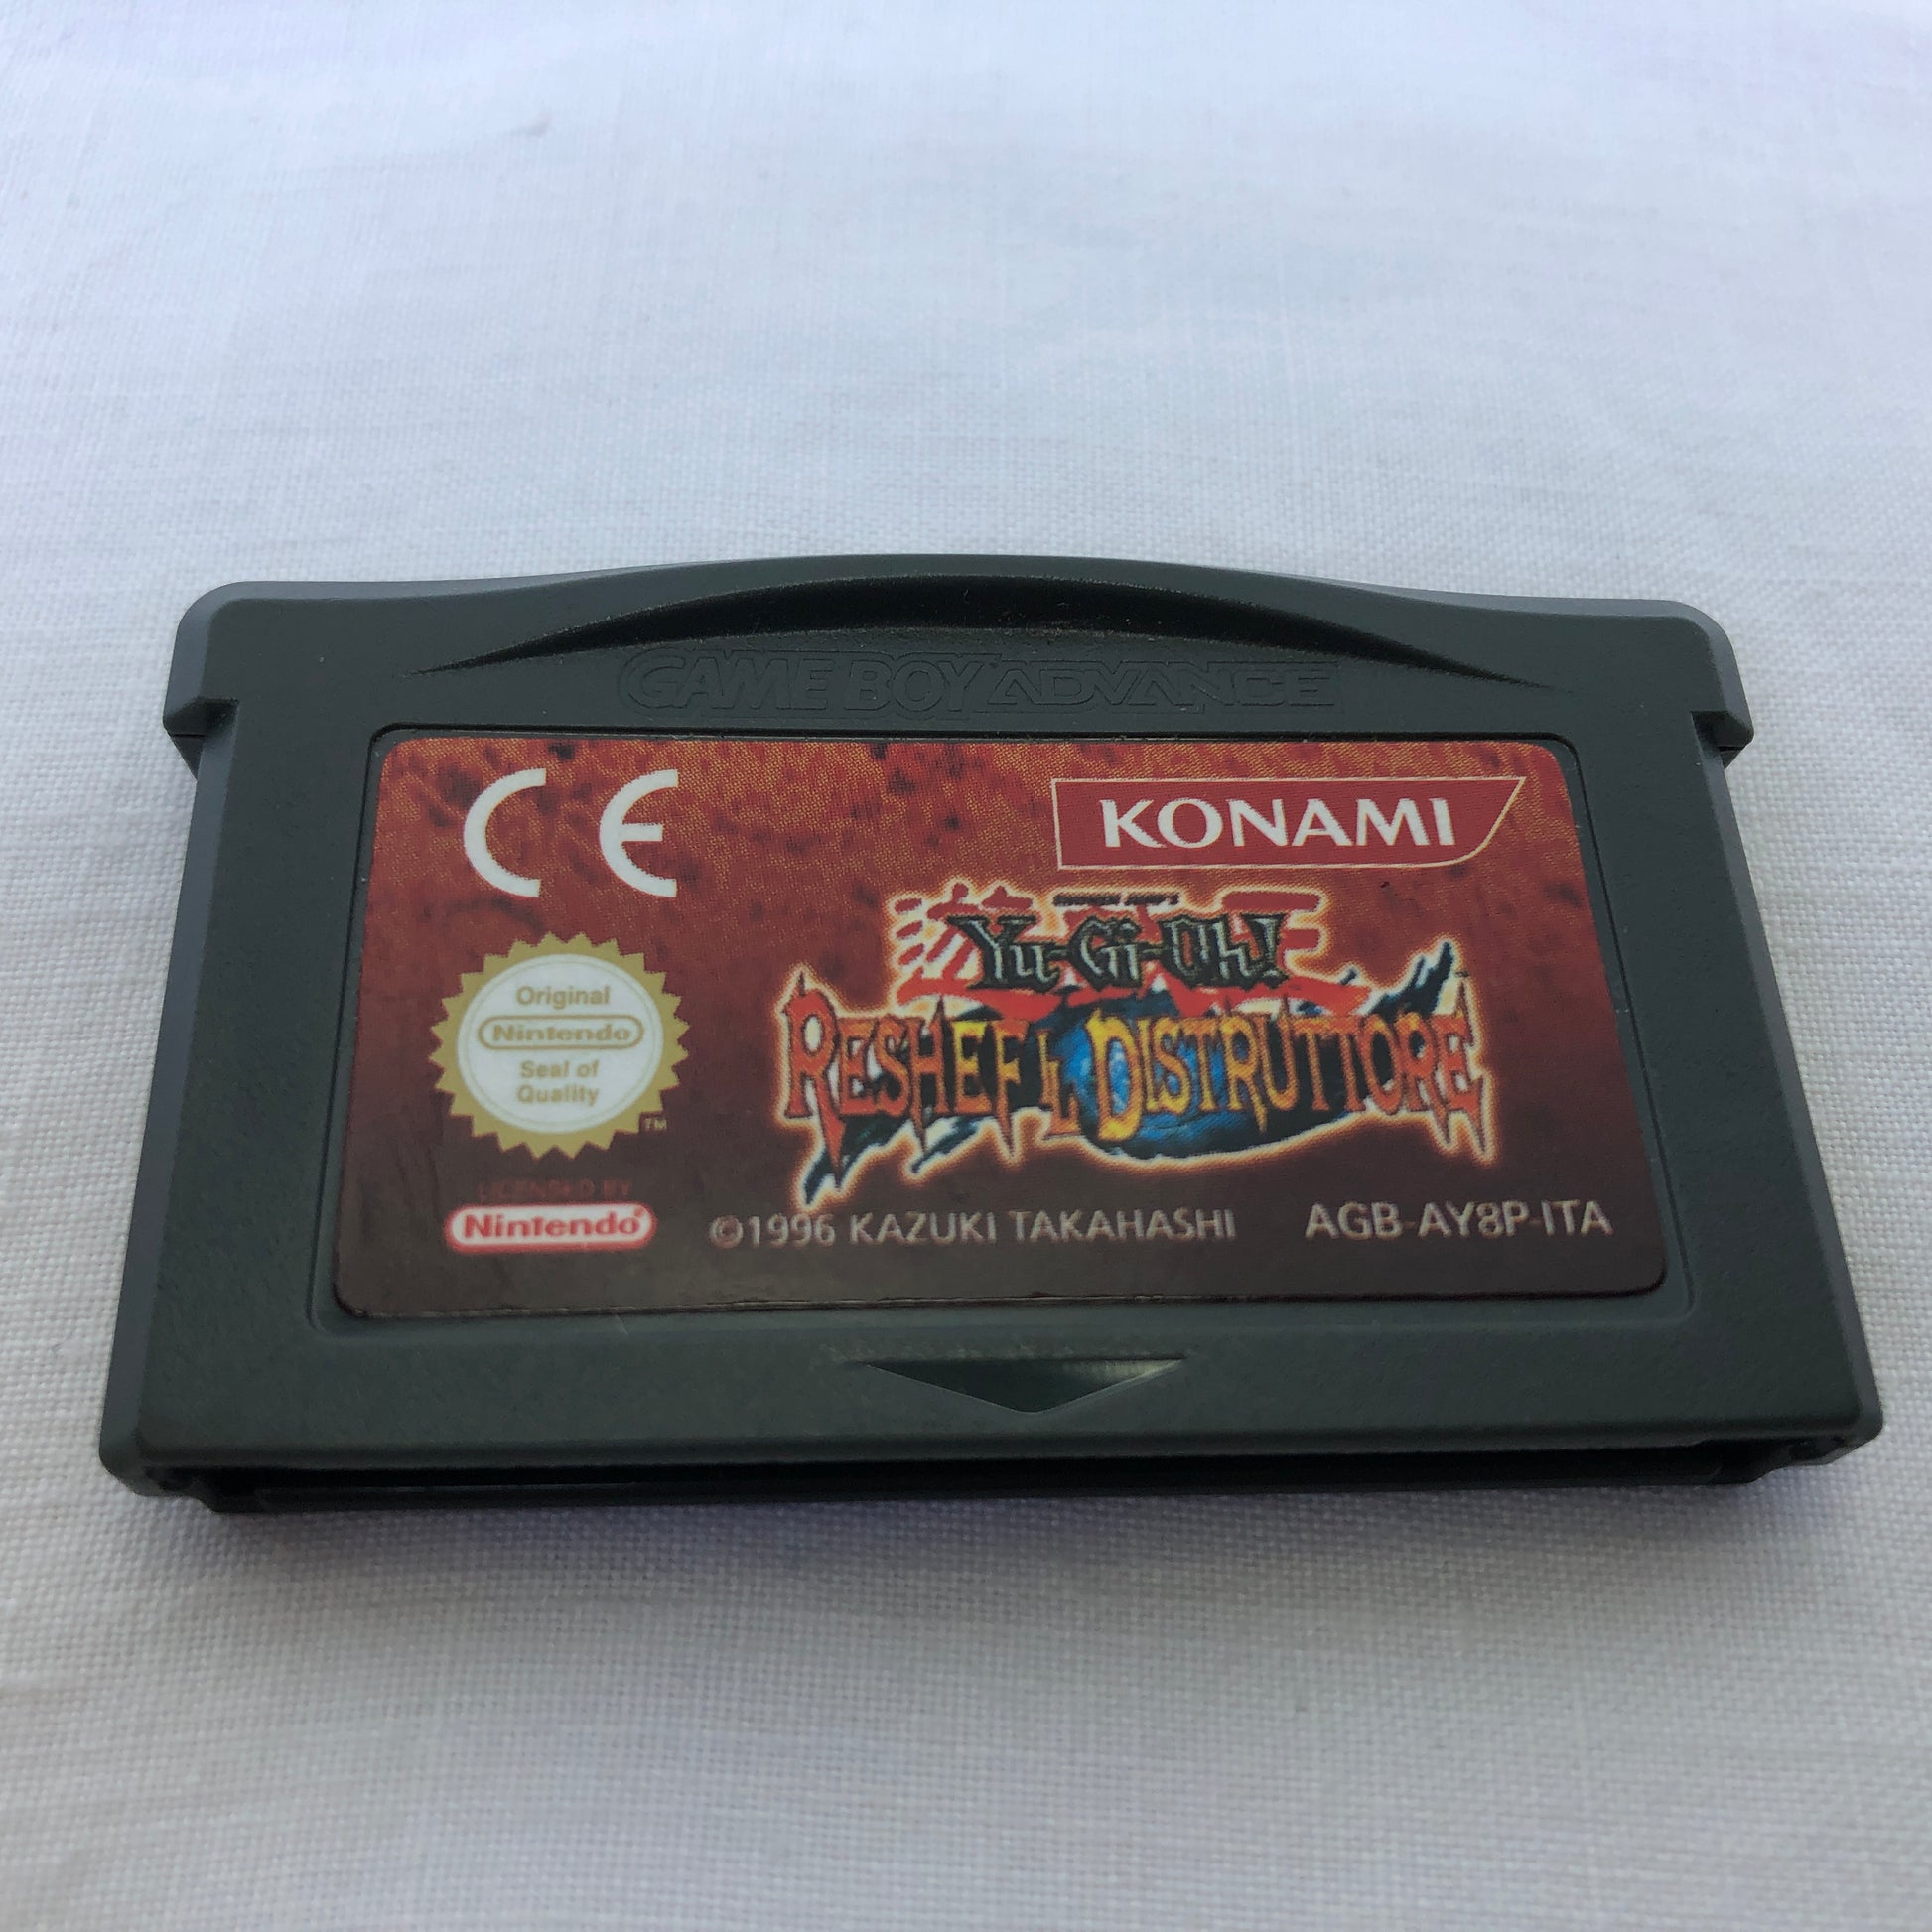 GAME BOY ADVANCE
CE
KONAMI
Yu-Gi-Oh!
RESHEF IL DISTRUTTORE
Original
Nintendo
Seal of
Quality
TM
LICENSED BY
Nintendo®
©1996 KAZUKI TAKAHASHI
AGB-AY8P-ITA